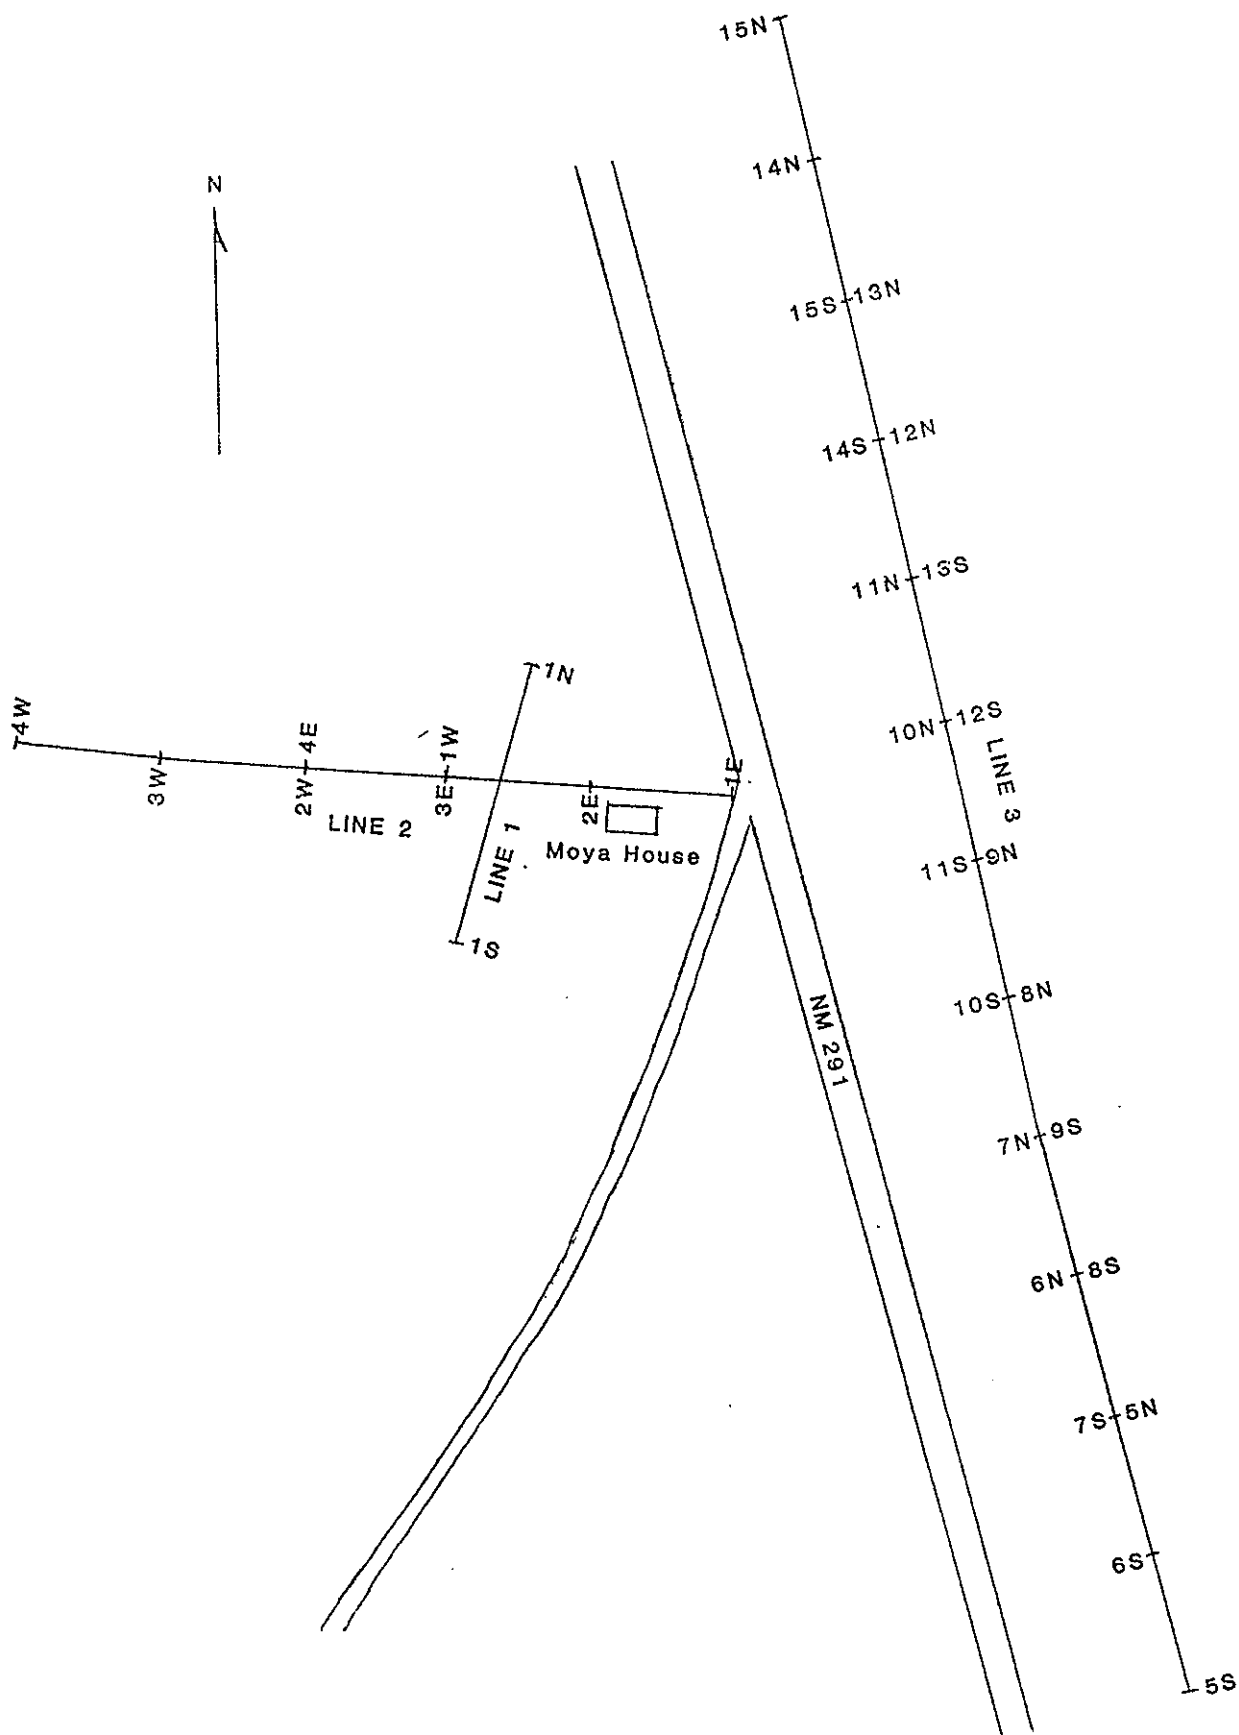 15N
N
14N
15S 13N
14S 12N
11N 13S
1N
4W
10N 12S
4E
1W
1E
LINE 3
3W
2W
3E
2E
LINE 2
Moya House
LINE 1
11S 9N
1S
10S 8N
NM 291
7N 9S
6N 8S
7S 5N
6S
5S